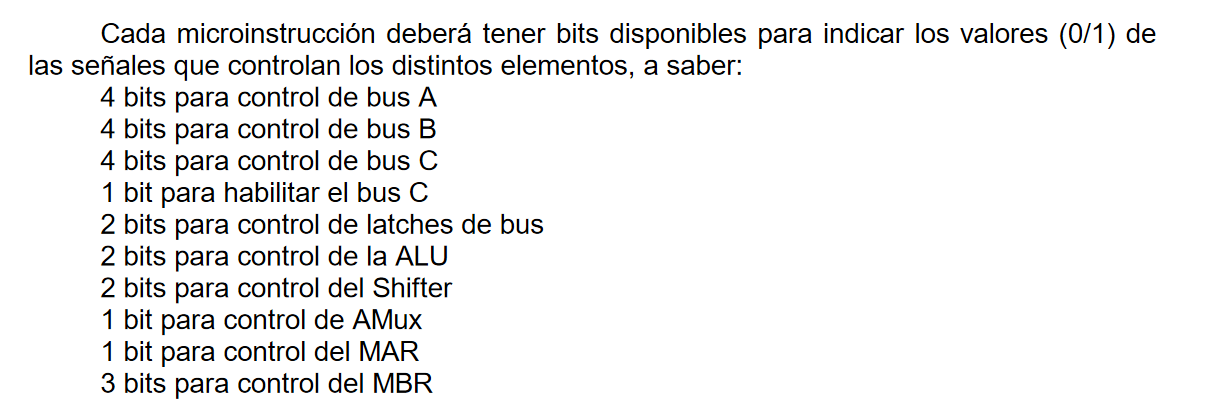 Cada microinstrucción deberá tener bits disponibles para indicar los valores (0/1) de
las señales que controlan los distintos elementos, a saber:
4 bits para control de bus A
4 bits para control de bus B
4 bits para control de bus C
1 bit para habilitar el bus C
2 bits para control de latches de bus
2 bits para control de la ALU
2 bits para control del Shifter
1 bit para control de AMux
1 bit para control del MAR
3 bits para control del MBR